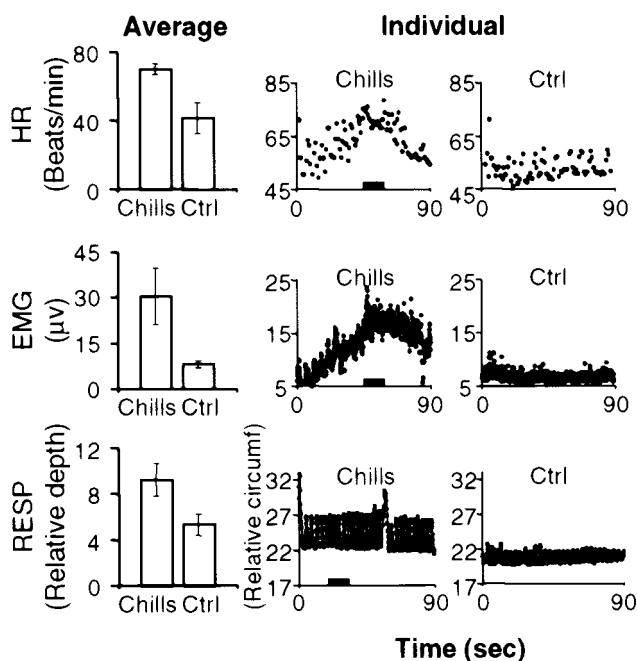 Average
Individual
HR
(Beats/min)
80
40
0
Chills Ctrl
Chills
85
65
45
0
90
Ctrl
85
65
45
0
90
EMG
(μv)
45
30
15
0
Chills Ctrl
Chills
25
15
5
0
90
Ctrl
25
15
5
0
90
RESP
(Relative depth)
12
8
4
0
Chills Ctrl
(Relative circumf)
Chills
32
27
22
17
0
90
Ctrl
32
27
22
17
0
90
Time (sec)